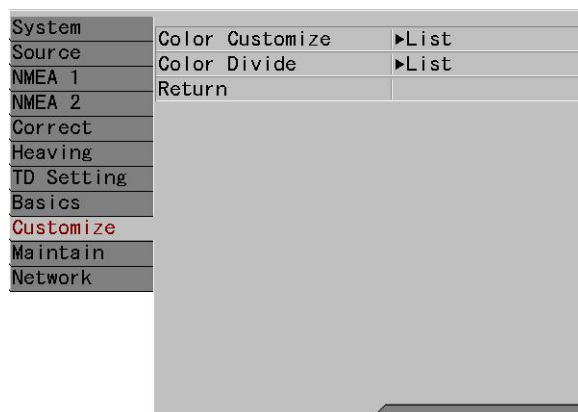 System
Source
NMEA 1
NMEA 2
Correct
Heaving
TD Setting
Basics
Customize
Maintain
Network
Color Customize ▶List
Color Divide ▶List
Return